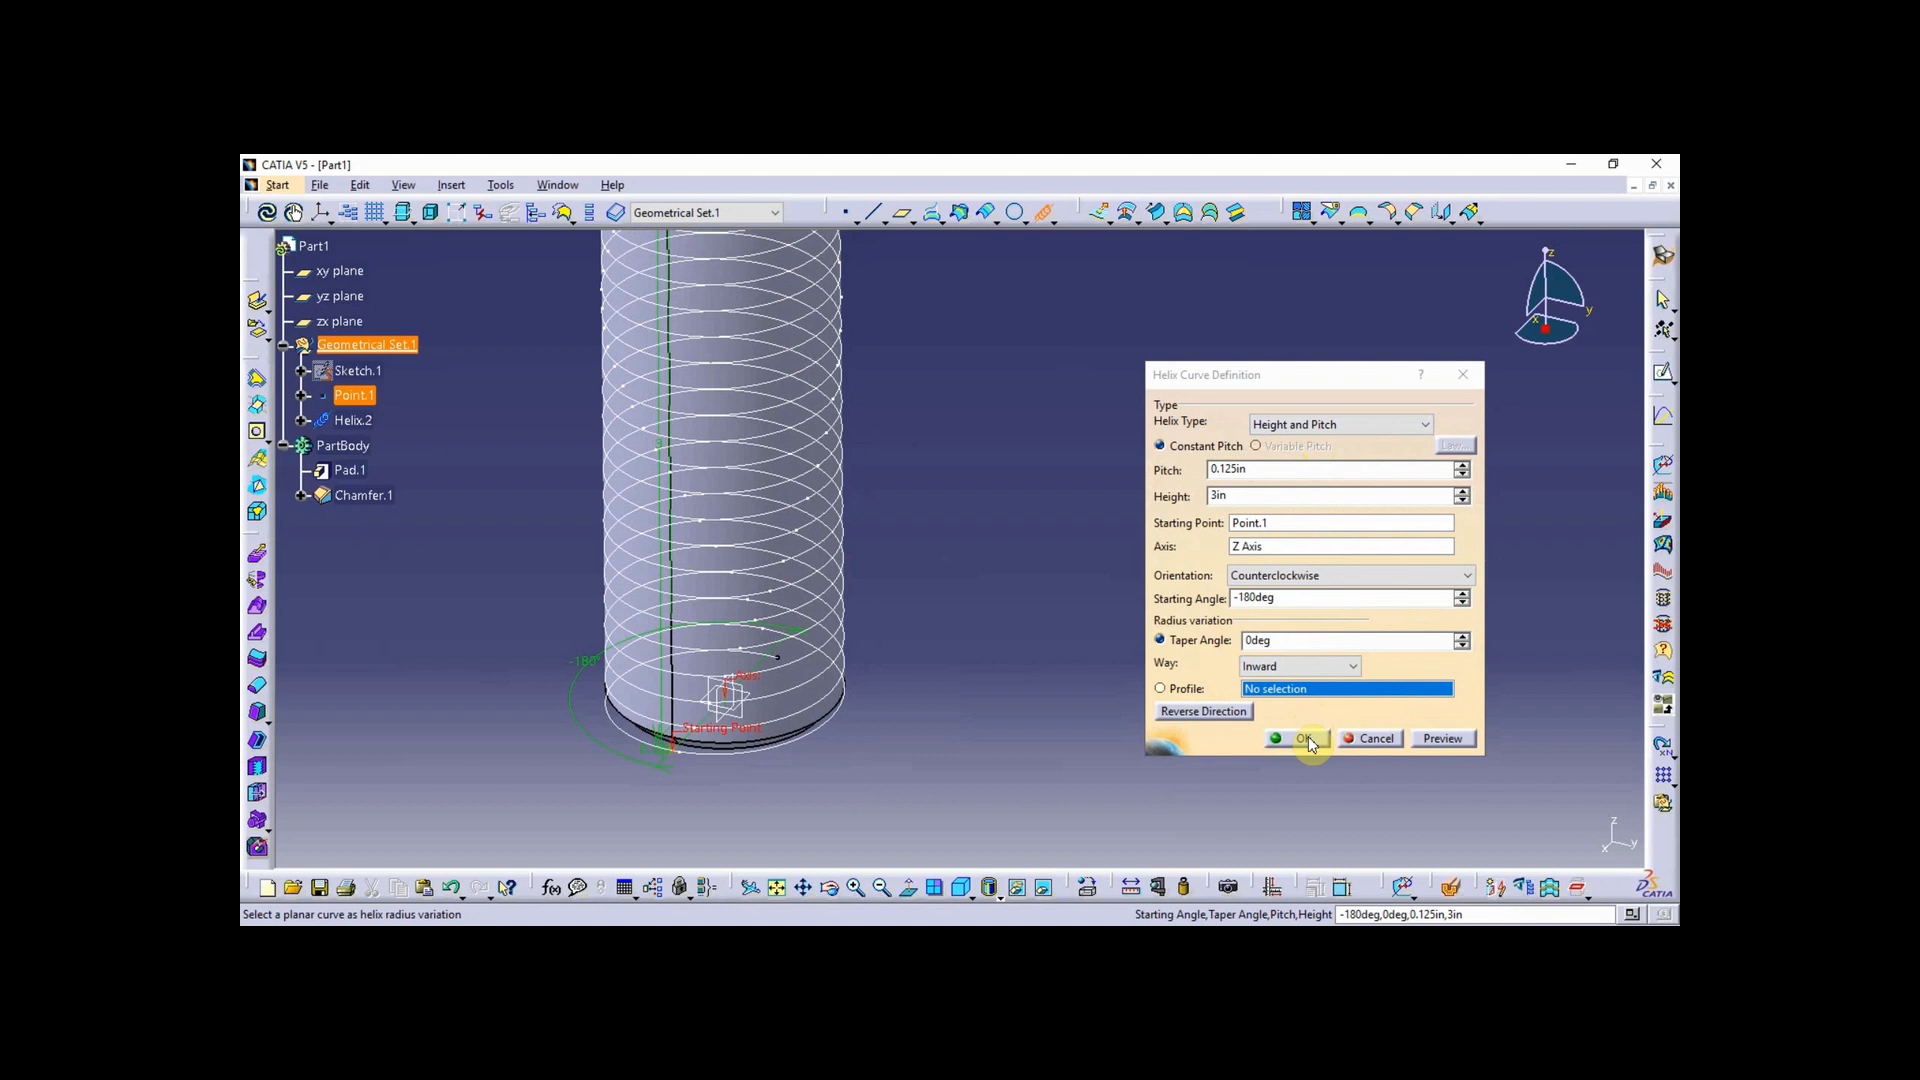 CATIA V5 - [Part1]
Start File Edit View Insert Tools Window Help
Geometrical Set.1
Part1
xy plane
yz plane
zx plane
Geometrical Set.1
Sketch.1
Point.1
Helix.2
PartBody
Pad.1
Chamfer.1
3
-180°
Axis
Starting Point
z
y
x
Helix Curve Definition ?
Type
Helix Type: Height and Pitch
Constant Pitch Variable Pitch Law...
Pitch: 0.125in
Height: 3in
Starting Point: Point.1
Axis: Z Axis
Orientation: Counterclockwise
Starting Angle: -180deg
Radius variation
Taper Angle: 0deg
Way: Inward
Profile: No selection
Reverse Direction
OK Cancel Preview
z
x y
f(x)
CATIA
Select a planar curve as helix radius variation
Starting Angle,Taper Angle,Pitch,Height -180deg,0deg,0.125in,3in